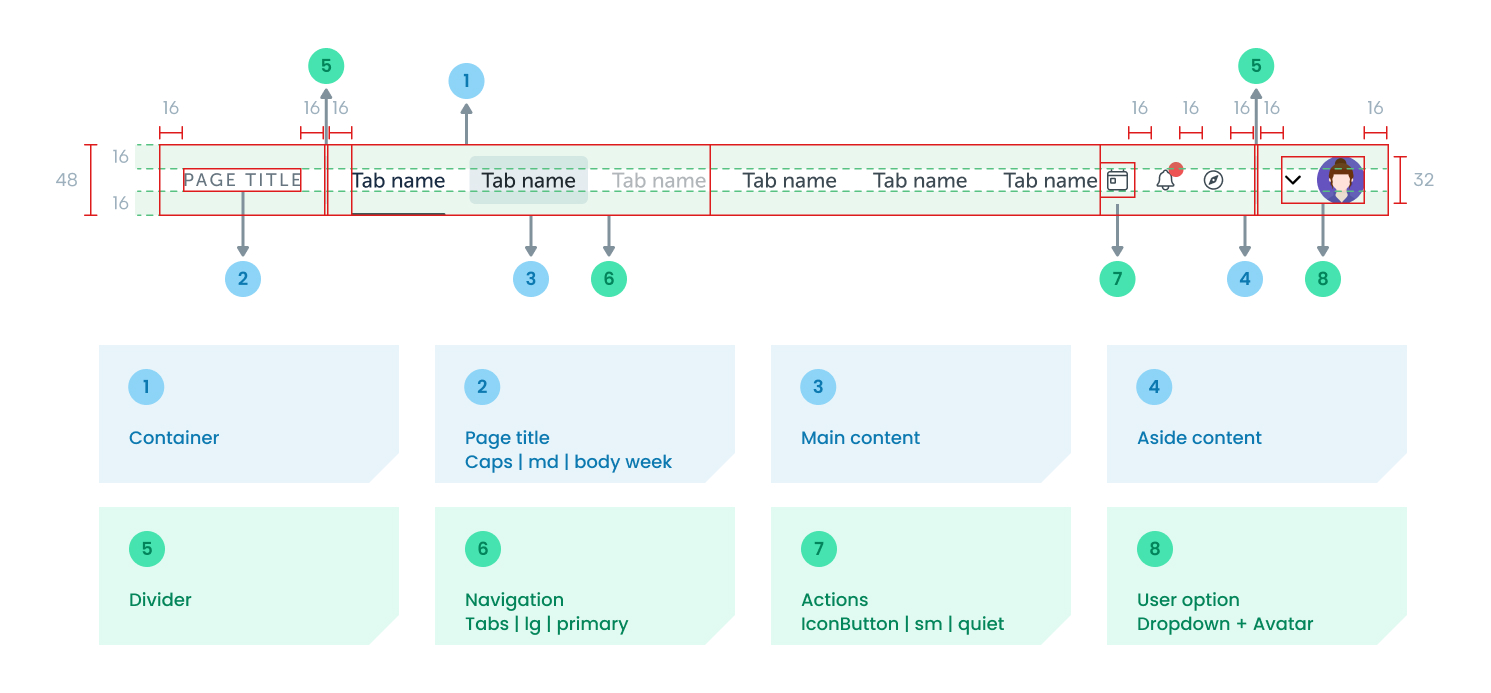 5
1
5
16
16
16
16
16
16
16
16
48
16
16
PAGE TITLE
Tab name
Tab name
Tab name
Tab name
Tab name
Tab name
32
2
3
6
7
4
8
1
Container
2
Page title
Caps | md | body week
3
Main content
4
Aside content
5
Divider
6
Navigation
Tabs | lg | primary
7
Actions
IconButton | sm | quiet
8
User option
Dropdown + Avatar